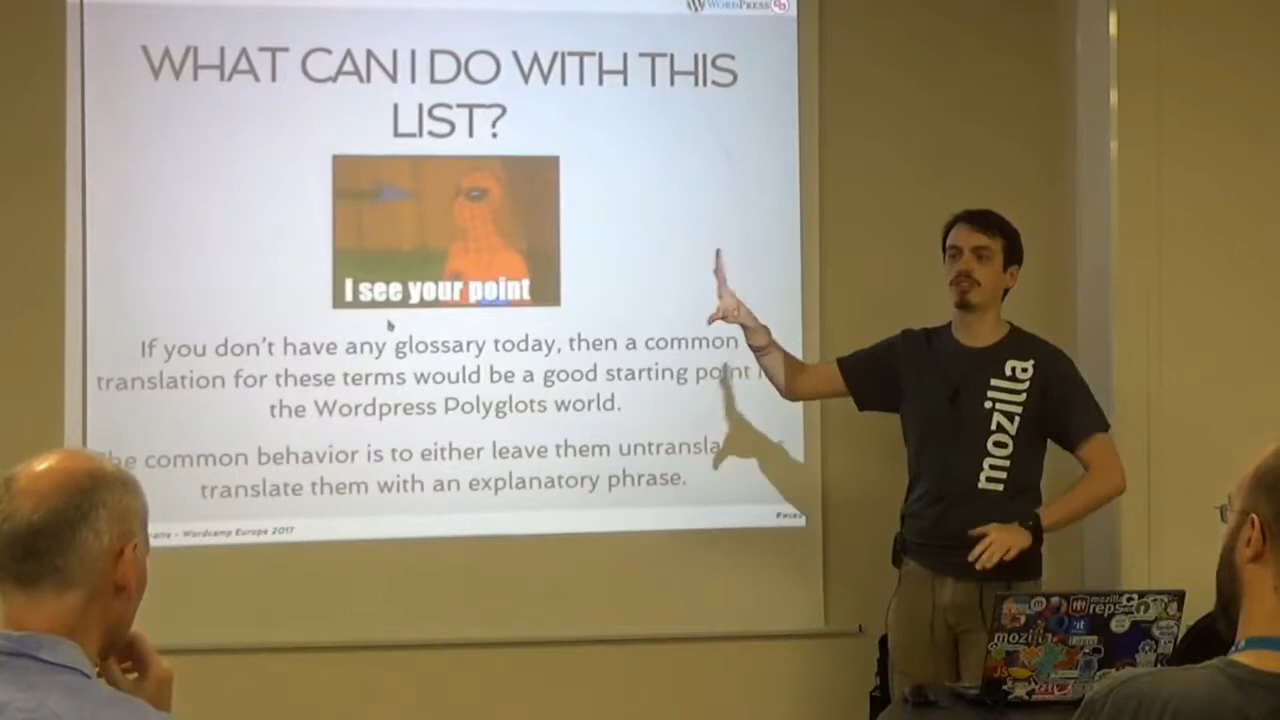 WORDPRESS
WHAT CAN I DO WITH THIS
LIST?
I see your point
If you don't have any glossary today, then a common
translation for these terms would be a good starting point
the Wordpress Polyglots world.
common behavior is to either leave them
translate them with an explanatory phrase.
- Wordcamp Europe 2017
mozilla
mozilla
reps
mozilla
JS